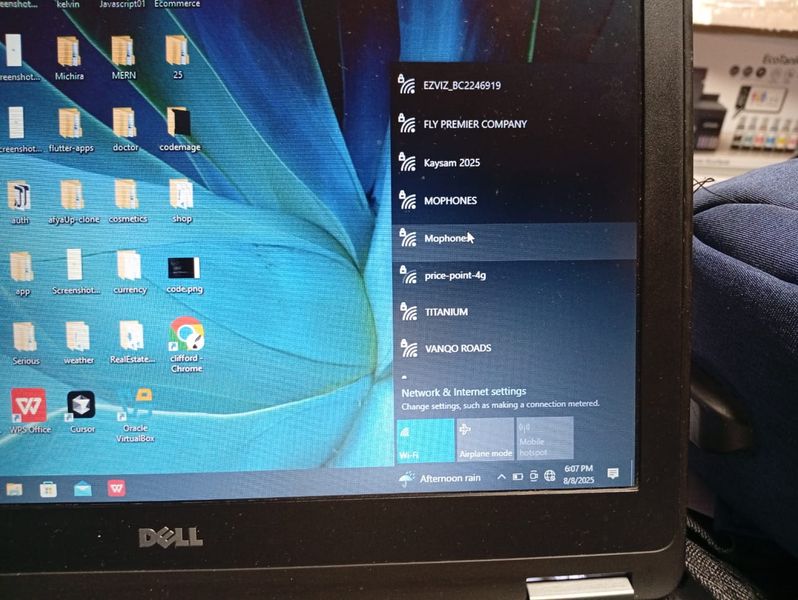 eenshot...
kelvin
Javascript01
Ecommerce
creenshot...
Michira
MERN
25
creenshot...
flutter-apps
doctor
codemage
auth
afyaUp-clone
cosmetics
shop
app
Screenshot...
currency
code.png
Serious
weather
RealEstate...
clifford -
Chrome
WPS Office
Cursor
Oracle
VirtualBox
EZVIZ_BC2246919
FLY PREMIER COMPANY
Kaysam 2025
MOPHONES
Mophones
price-point-4g
TITANIUM
VANQO ROADS
Network & Internet settings
Change settings, such as making a connection metered.
Wi-Fi
Airplane mode
Mobile
hotspot
Afternoon rain
6:07 PM
8/8/2025
DELL
EcoTank